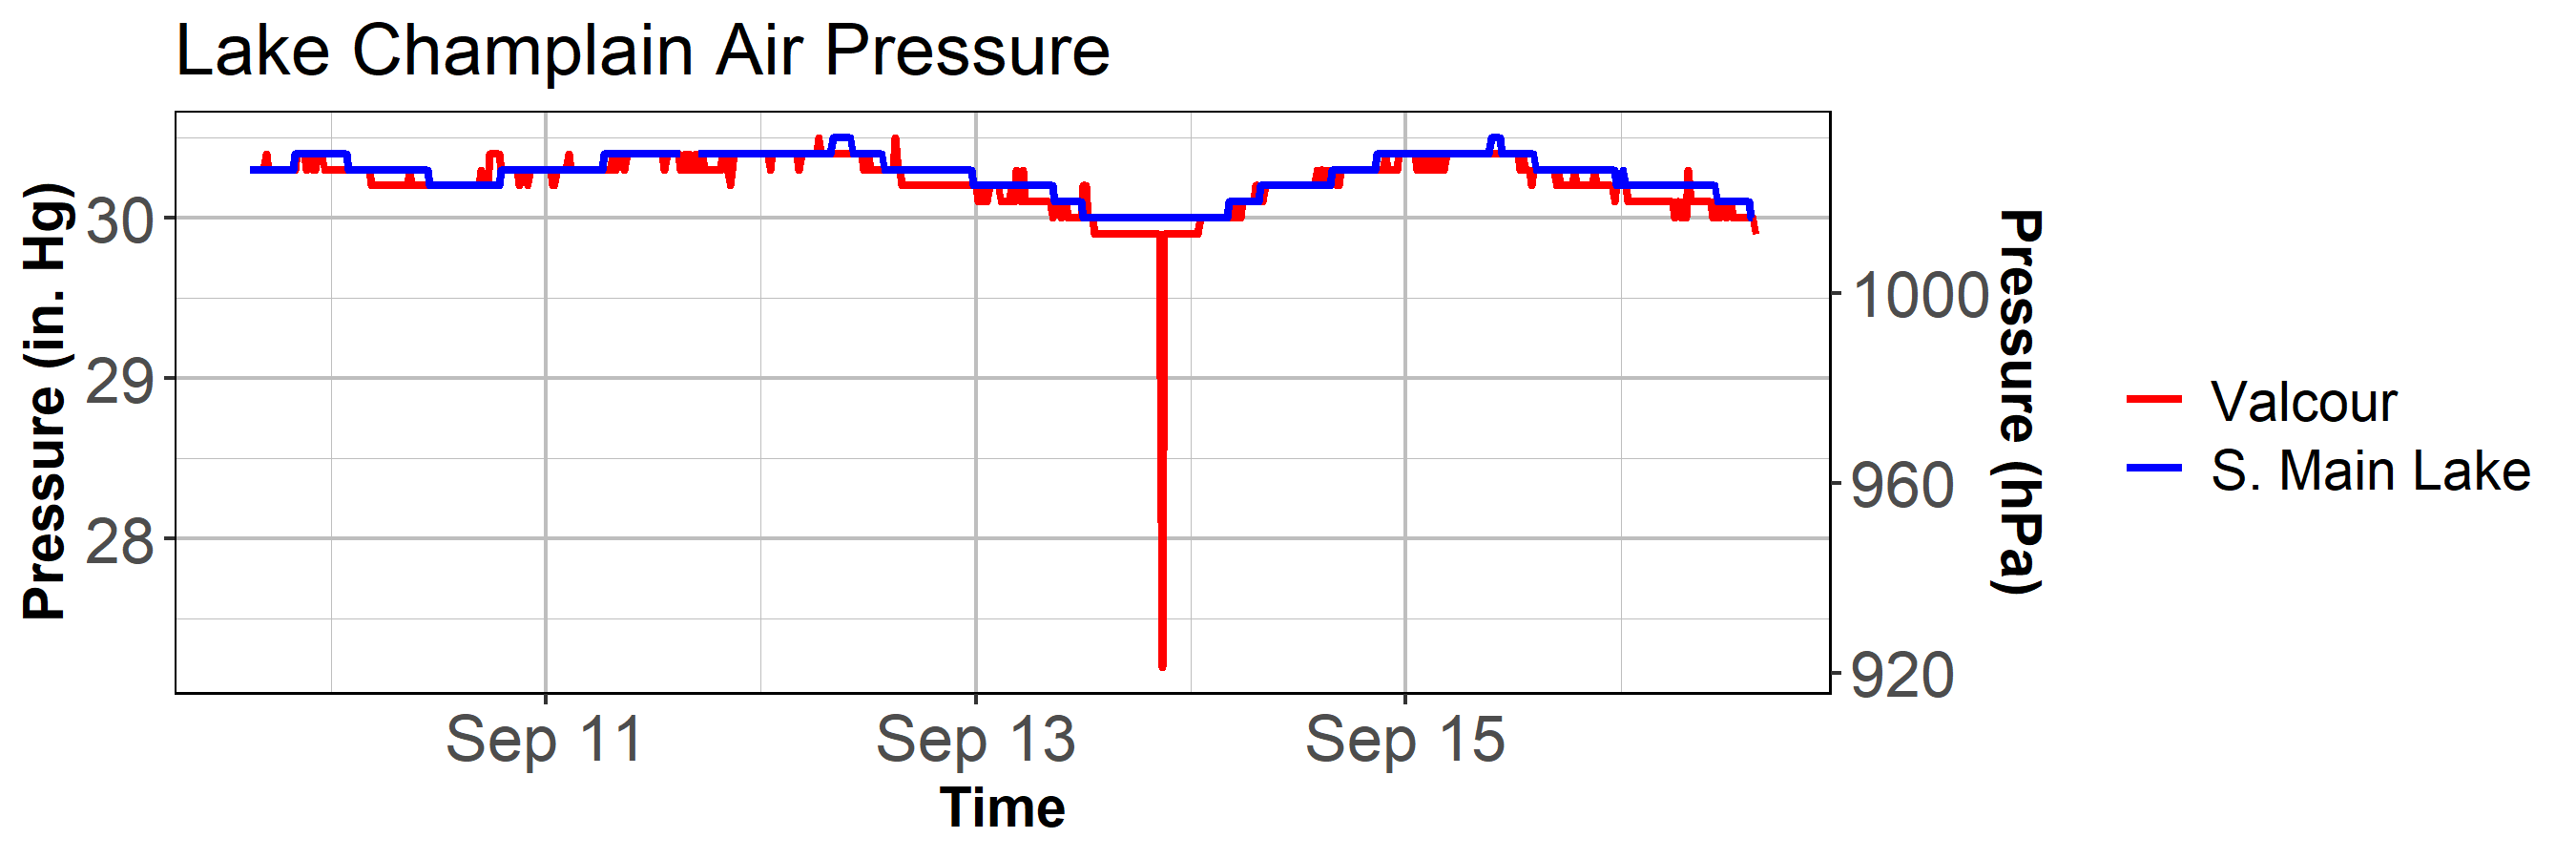 Lake Champlain Air Pressure
Pressure (in. Hg)
30
29
28
1000
960
920
Pressure (hPa)
Sep 11
Sep 13
Sep 15
Time
Valcour
S. Main Lake